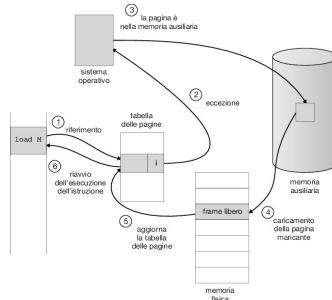 3
la pagina è
nella memoria ausiliaria
sistema
operativo
2
eccezione
1
riferimento
load M
6
riavvio
dell'esecuzione
dell'istruzione
tabella
delle pagine
i
5
aggiorna
la tabella
delle pagine
frame libero
memoria
fisica
4
caricamento
della pagina
mancante
memoria
ausiliaria